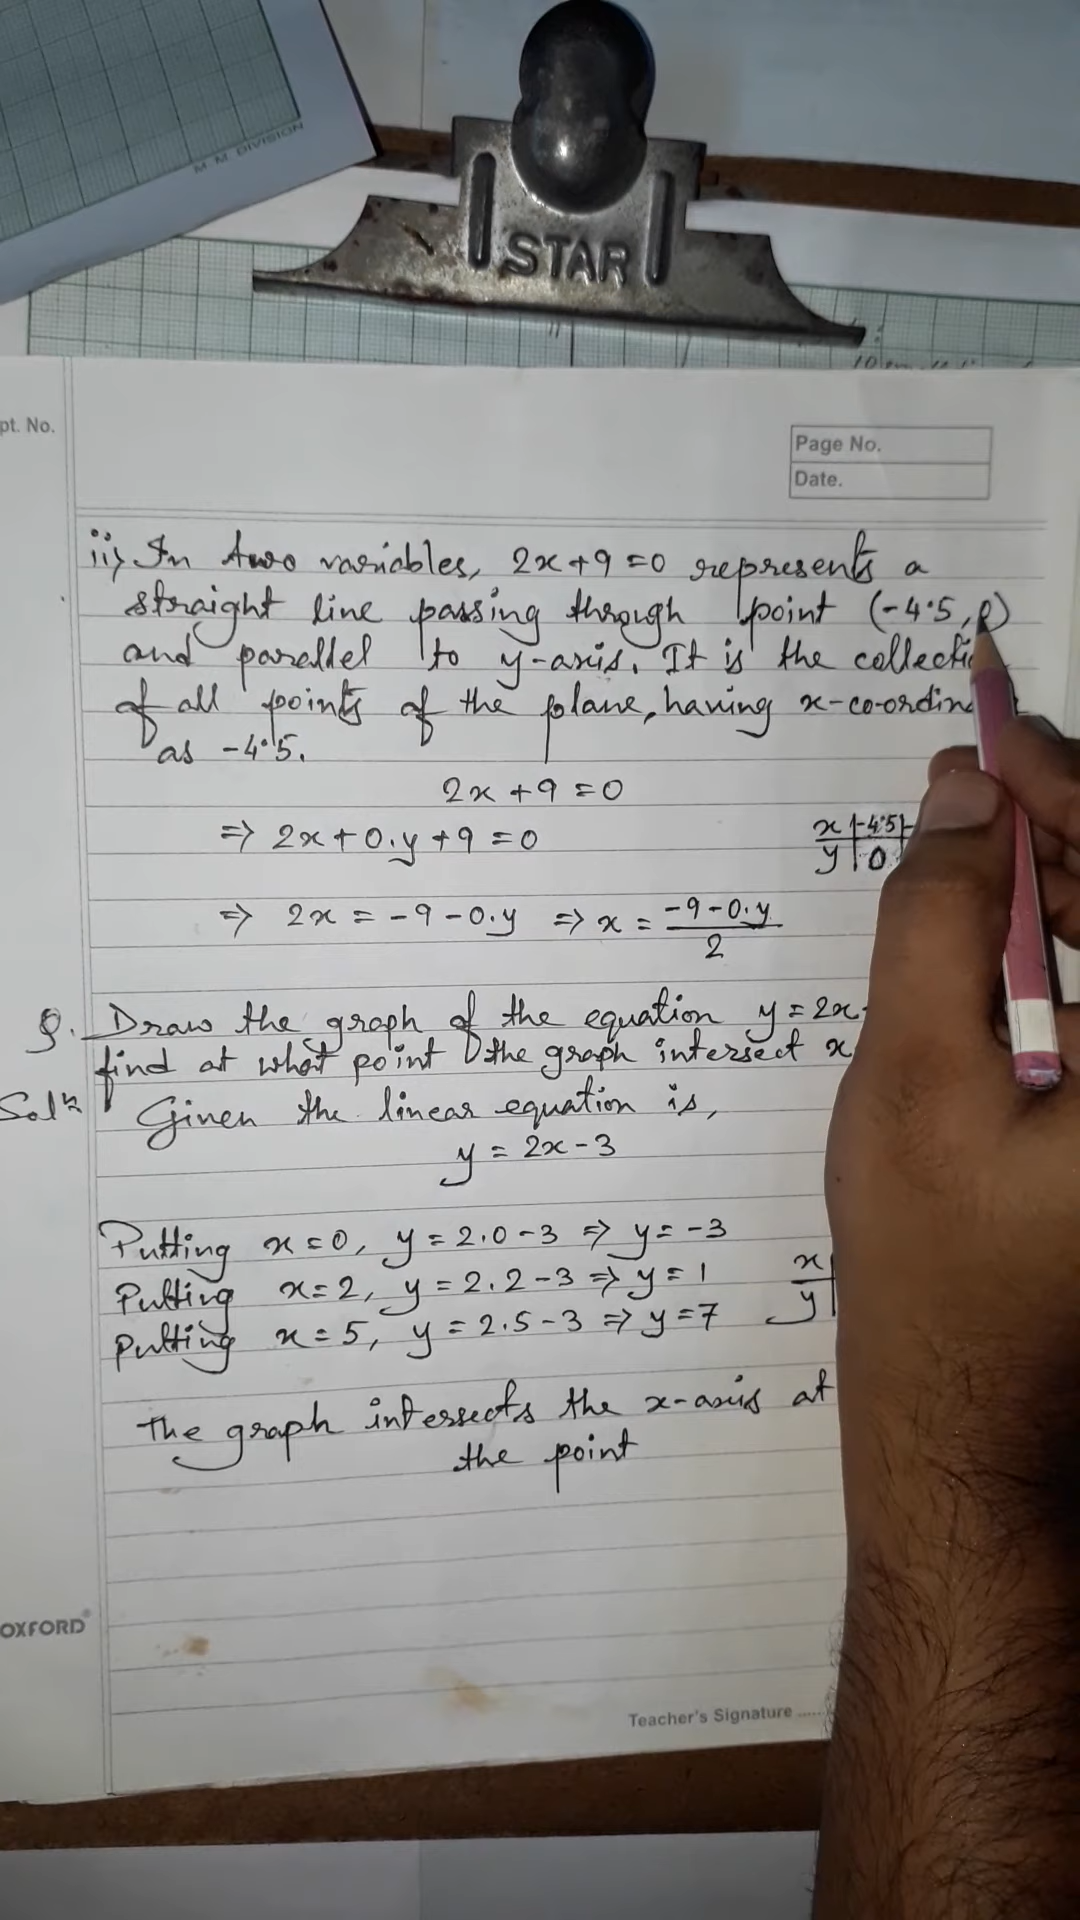 M M DIVISION
STAR
pt. No.
Page No.
Date.
ii) In two variables, 2x+9=0 represents a
straight line passing through point (-4.5, 0)
and parellel to y-axis. It is the collecti
of all points of the plane, having x-co-ordin
as -4.5.
2x+9=0
⇒ 2x+0.y+9=0
x -4.5 -
y 0
⇒ 2x = -9-0.y ⇒ x = -9-0.y / 2
Q. Draw the graph of the equation y=2x-
find at what point the graph intersect x
Solⁿ Given the linear equation is,
y = 2x-3
Putting x=0, y=2.0-3 ⇒ y=-3
Putting x=2, y=2.2-3 ⇒ y=1
Putting x=5, y=2.5-3 ⇒ y=7
x
y
The graph intersects the x-axis at
the point
OXFORD
Teacher's Signature .....